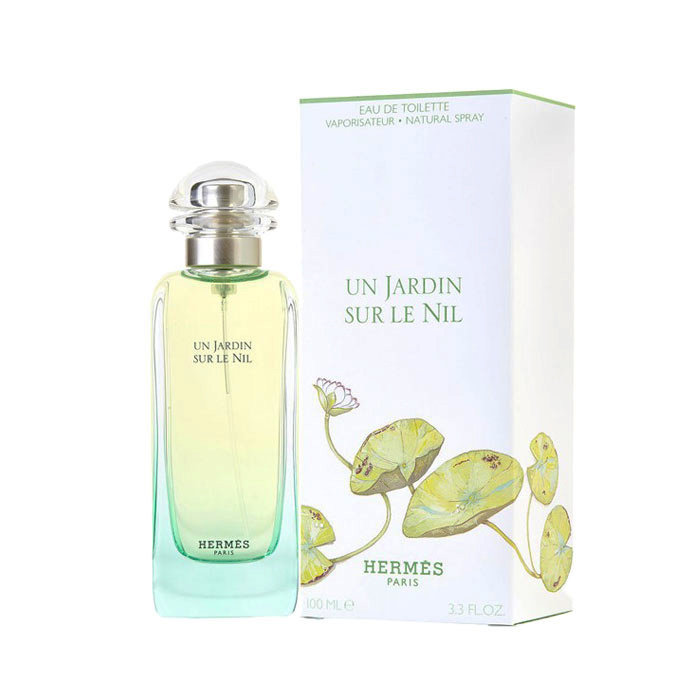 EAU DE TOILETTE
VAPORISATEUR • NATURAL SPRAY
UN JARDIN
SUR LE NIL
HERMÈS
PARIS
100 ML ℮
3.3 FL.OZ.
UN JARDIN
SUR LE NIL
HERMÈS
PARIS